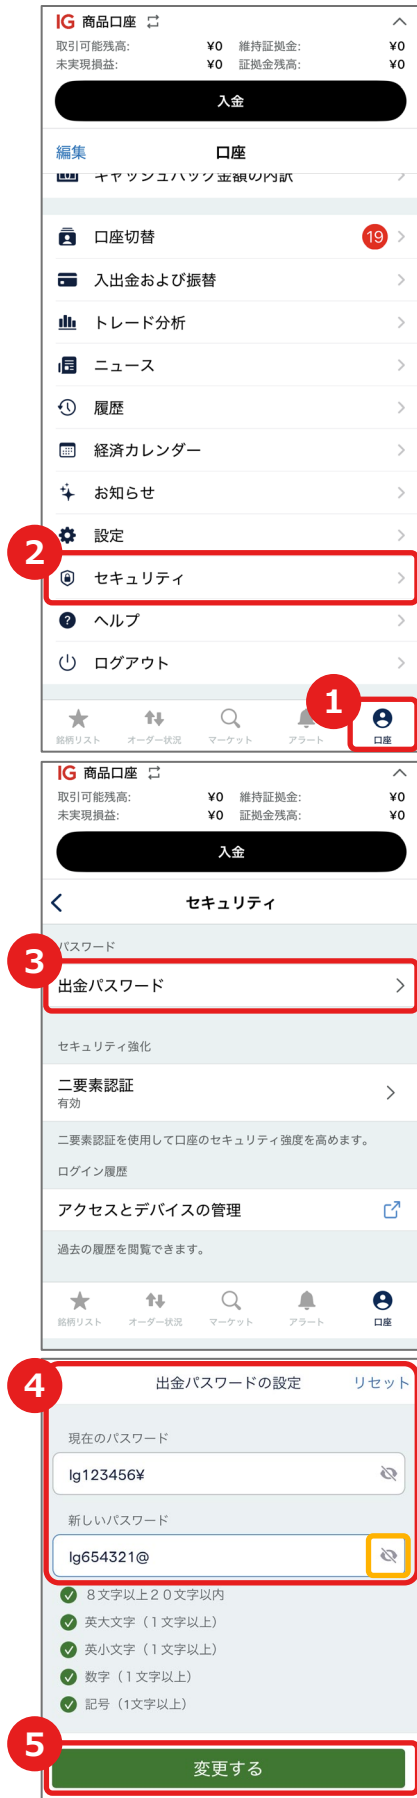 IG 商品口座
取引可能残高: ¥0 維持証拠金: ¥0
未実現損益: ¥0 証拠金残高: ¥0
入金
編集 口座
キャッシュバック金額の内訳
口座切替 19
入出金および振替
トレード分析
ニュース
履歴
経済カレンダー
お知らせ
設定
2
セキュリティ
ヘルプ
ログアウト
1
銘柄リスト オーダー状況 マーケット アラート 口座
IG 商品口座
取引可能残高: ¥0 維持証拠金: ¥0
未実現損益: ¥0 証拠金残高: ¥0
入金
セキュリティ
パスワード
3
出金パスワード
セキュリティ強化
二要素認証
有効
二要素認証を使用して口座のセキュリティ強度を高めます。
ログイン履歴
アクセスとデバイスの管理
過去の履歴を閲覧できます。
銘柄リスト オーダー状況 マーケット アラート 口座
4
出金パスワードの設定 リセット
現在のパスワード
Ig123456¥
新しいパスワード
Ig654321@
８文字以上２０文字以内
英大文字（１文字以上）
英小文字（１文字以上）
数字（１文字以上）
記号（1文字以上）
5
変更する